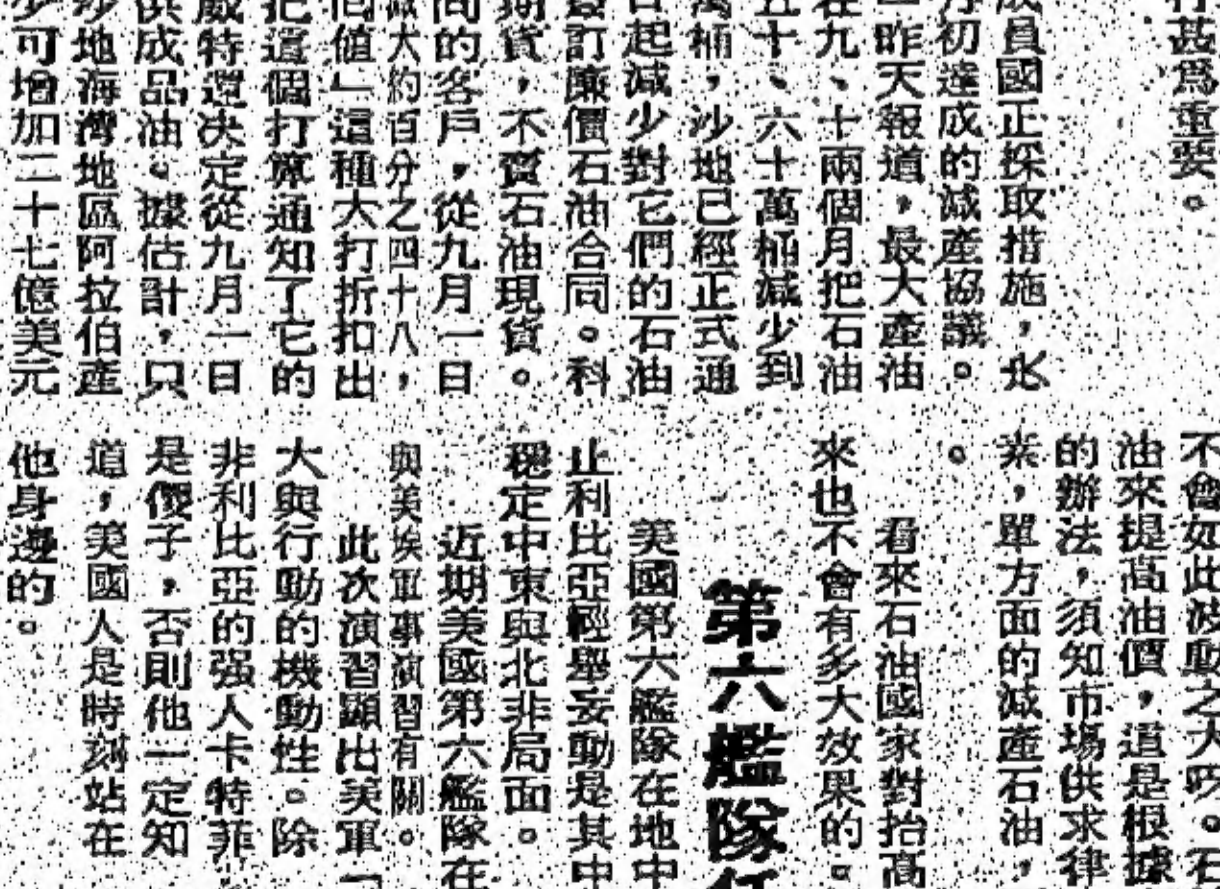 行甚爲重要。
成員國正採取措施，
月初達成的減產協議。
昨天報道，最大產油
在九、十兩個月把石油
五十、六十萬桶減少到
萬桶，沙地已經正式通
日起減少對它們的石油
簽訂廉價石油合同。科
期貨，不賣石油現貨。
同的客戶，從九月一日
減大約百分之四十八，
回值」這種大打折扣出
把這個打算通知了它的
威特還決定從九月一日
供成品油。據估計，只
沙地海灣地區阿拉伯產
少可增加二十七億美元
不會如此波動之大呀。石
油來提高油價，這是根據
的辦法，須知市場供求律
来，單方面的減產石油，
。
看來石油國家對抬高
來也不會有多大效果的。
第六艦隊任
美國第六艦隊在地中
止利比亞輕舉妄動是其中
穩定中東與北非局面。
近期美國第六艦隊在
與美埃軍事演習有關。
此次演習顯出美軍「
大與行動的機動性。除
非利比亞的强人卡特菲
是傻子，否則他一定知
道，美國人是時刻站在
他身邊的。